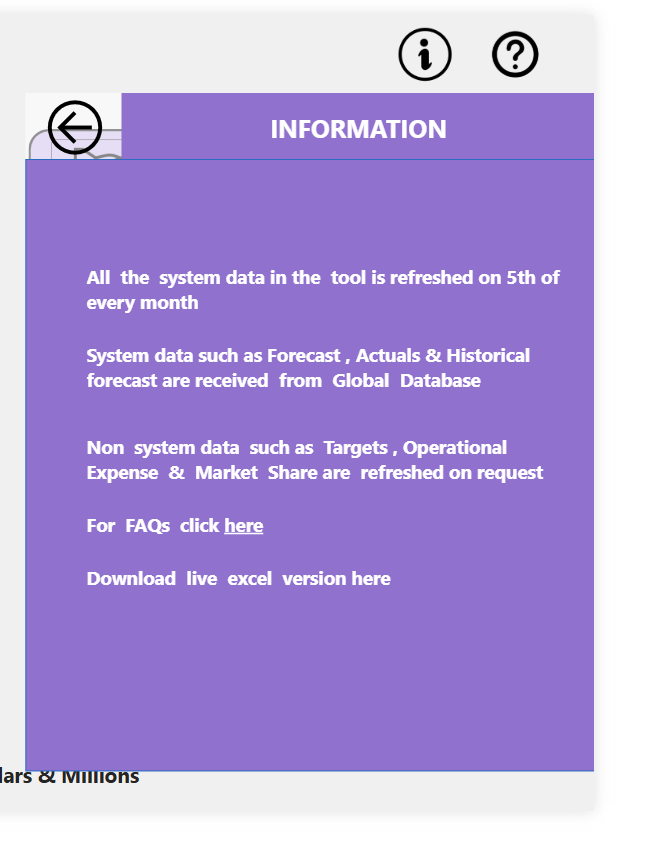 INFORMATION
All the system data in the tool is refreshed on 5th of
every month
System data such as Forecast , Actuals & Historical
forecast are received from Global Database
Non system data such as Targets , Operational
Expense & Market Share are refreshed on request
For FAQs click here
Download live excel version here
& Millions